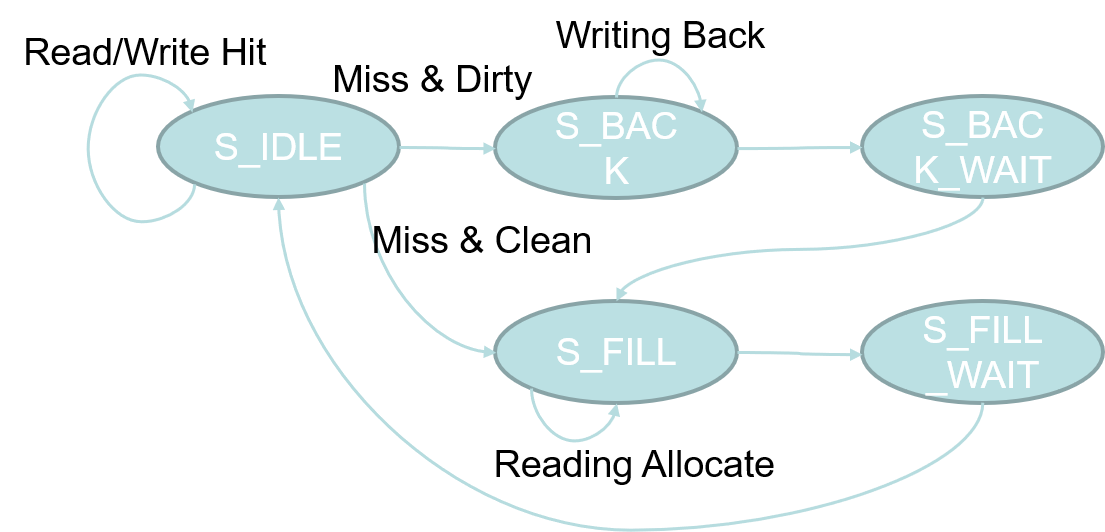 Read/Write Hit
Writing Back
Miss & Dirty
S_IDLE
S_BAC
K
S_BAC
K_WAIT
Miss & Clean
S_FILL
S_FILL
_WAIT
Reading Allocate